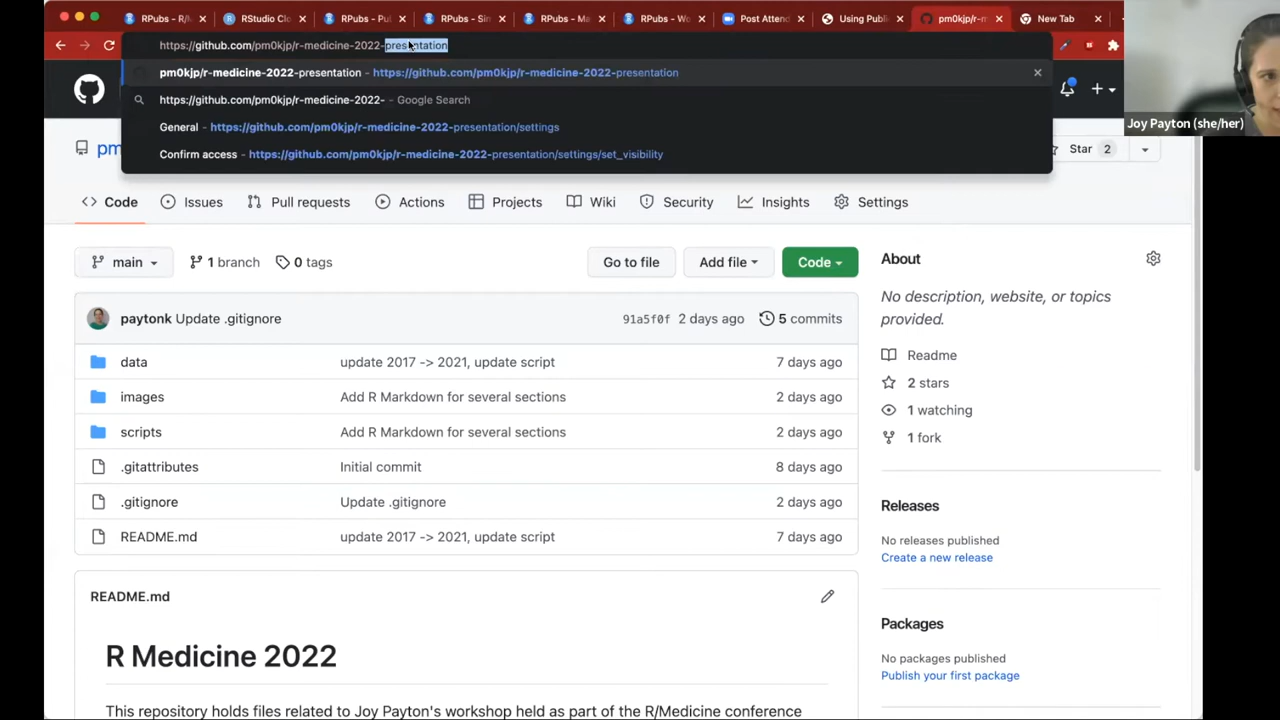 RPubs - R/M
RStudio Clo
RPubs - Pu
RPubs - Sin
RPubs - Ma
RPubs - Wo
Post Attend
Using Publ
pm0kjp/r-m
New Tab
https://github.com/pm0kjp/r-medicine-2022-presentation
pm0kjp/r-medicine-2022-presentation - https://github.com/pm0kjp/r-medicine-2022-presentation
https://github.com/pm0kjp/r-medicine-2022- - Google Search
General - https://github.com/pm0kjp/r-medicine-2022-presentation/settings
Confirm access - https://github.com/pm0kjp/r-medicine-2022-presentation/settings/set_visibility
Joy Payton (she/her)
pm
Star 2
Code
Issues
Pull requests
Actions
Projects
Wiki
Security
Insights
Settings
main
1 branch
0 tags
Go to file
Add file
Code
paytonk Update .gitignore
91a5f0f 2 days ago
5 commits
data update 2017 -> 2021, update script 7 days ago
images Add R Markdown for several sections 2 days ago
scripts Add R Markdown for several sections 2 days ago
.gitattributes Initial commit 8 days ago
.gitignore Update .gitignore 2 days ago
README.md update 2017 -> 2021, update script 7 days ago
README.md
R Medicine 2022
This repository holds files related to Joy Payton's workshop held as part of the R/Medicine conference
About
No description, website, or topics
provided.
Readme
2 stars
1 watching
1 fork
Releases
No releases published
Create a new release
Packages
No packages published
Publish your first package